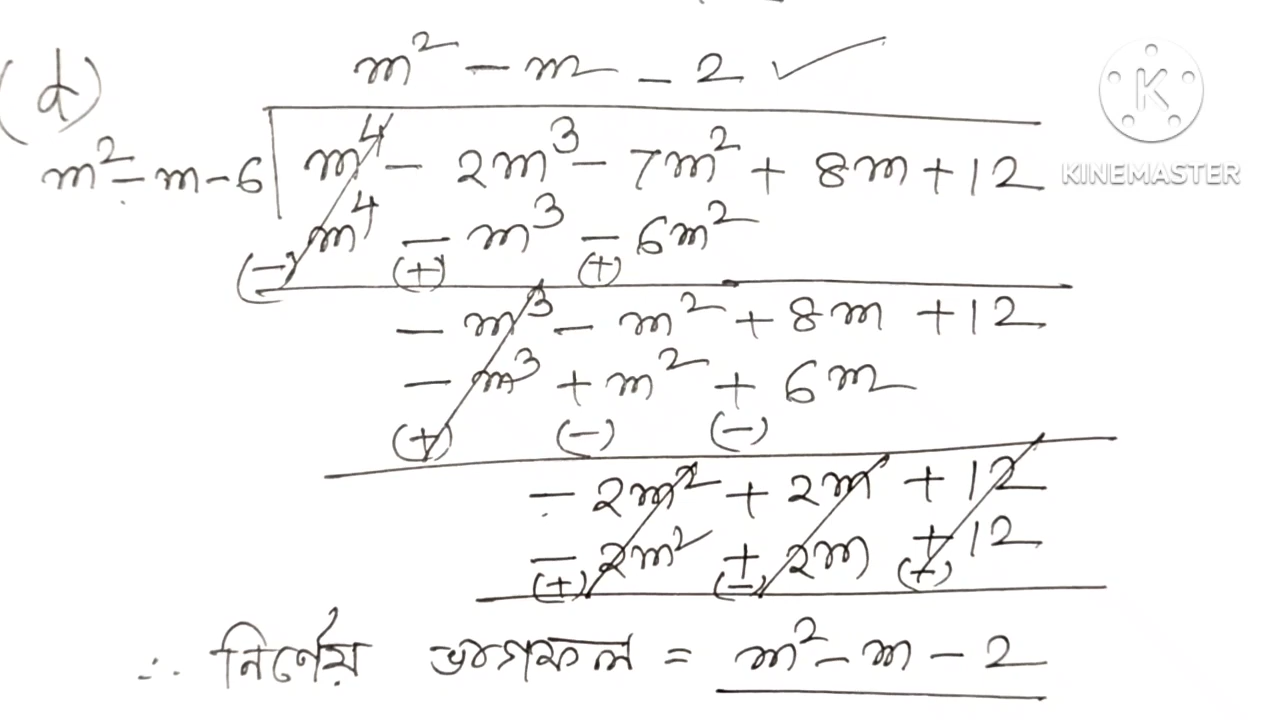 (d)
m² - m - 2 ✓
m² - m - 6 | m⁴ - 2m³ - 7m² + 8m + 12
m⁴ - m³ - 6m²
(-) (+) (+)
- m³ - m² + 8m + 12
- m³ + m² + 6m
(+) (-) (-)
- 2m² + 2m + 12
- 2m² + 2m + 12
(+) (-) (-)
∴ নির্ণেয় ভাগফল = m² - m - 2
K
KINEMASTER